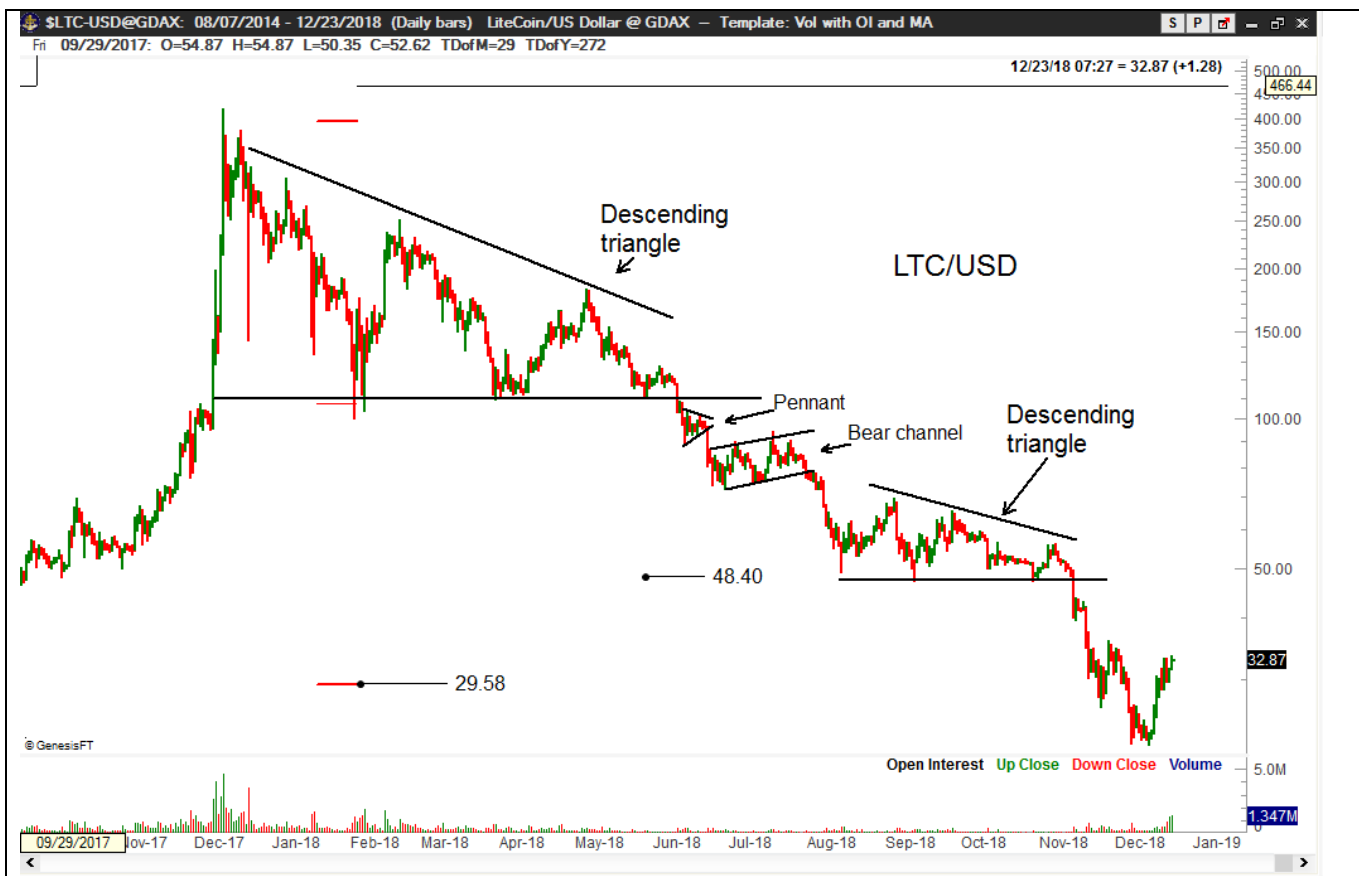 $LTC-USD@GDAX: 08/07/2014 - 12/23/2018 (Daily bars) LiteCoin/US Dollar @ GDAX — Template: Vol with OI and MA
S P
Fri 09/29/2017: O=54.87 H=54.87 L=50.35 C=52.62 TDofM=29 TDofY=272
12/23/18 07:27 = 32.87 (+1.28)
500.00
466.44
400.00
350.00
300.00
250.00
200.00
150.00
100.00
50.00
32.87
Descending
triangle
LTC/USD
Pennant
Bear channel
Descending
triangle
48.40
29.58
© GenesisFT
Open Interest Up Close Down Close Volume
5.0M
1.347M
0
09/29/2017 Nov-17 Dec-17 Jan-18 Feb-18 Mar-18 Apr-18 May-18 Jun-18 Jul-18 Aug-18 Sep-18 Oct-18 Nov-18 Dec-18 Jan-19